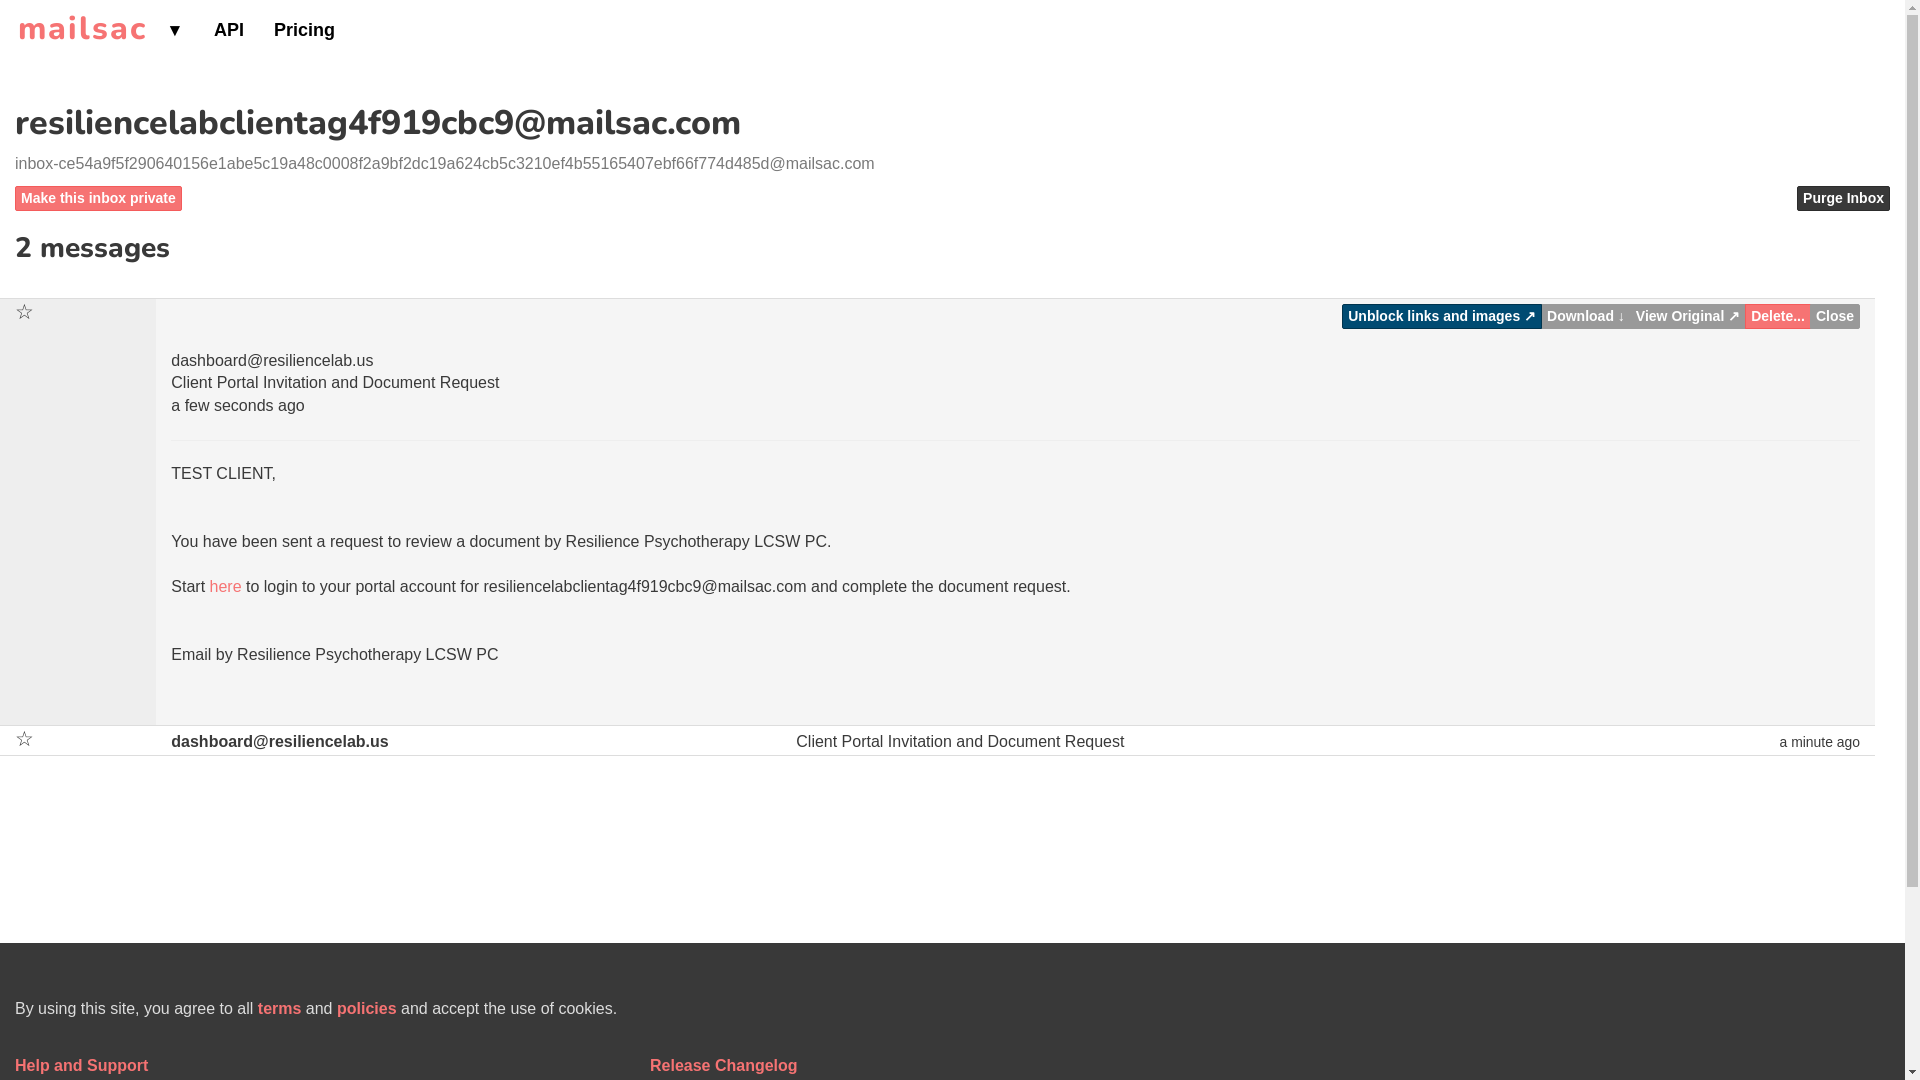 mailsac ▼ API Pricing
resiliencelabclientag4f919cbc9@mailsac.com
inbox-ce54a9f5f290640156e1abe5c19a48c0008f2a9bf2dc19a624cb5c3210ef4b55165407ebf66f774d485d@mailsac.com
Make this inbox private Purge Inbox
2 messages
☆ Unblock links and images ↗ Download ↓ View Original ↗ Delete... Close
dashboard@resiliencelab.us
Client Portal Invitation and Document Request
a few seconds ago
TEST CLIENT,
You have been sent a request to review a document by Resilience Psychotherapy LCSW PC.
Start here to login to your portal account for resiliencelabclientag4f919cbc9@mailsac.com and complete the document request.
Email by Resilience Psychotherapy LCSW PC
☆ dashboard@resiliencelab.us Client Portal Invitation and Document Request a minute ago
By using this site, you agree to all terms and policies and accept the use of cookies.
Help and Support Release Changelog